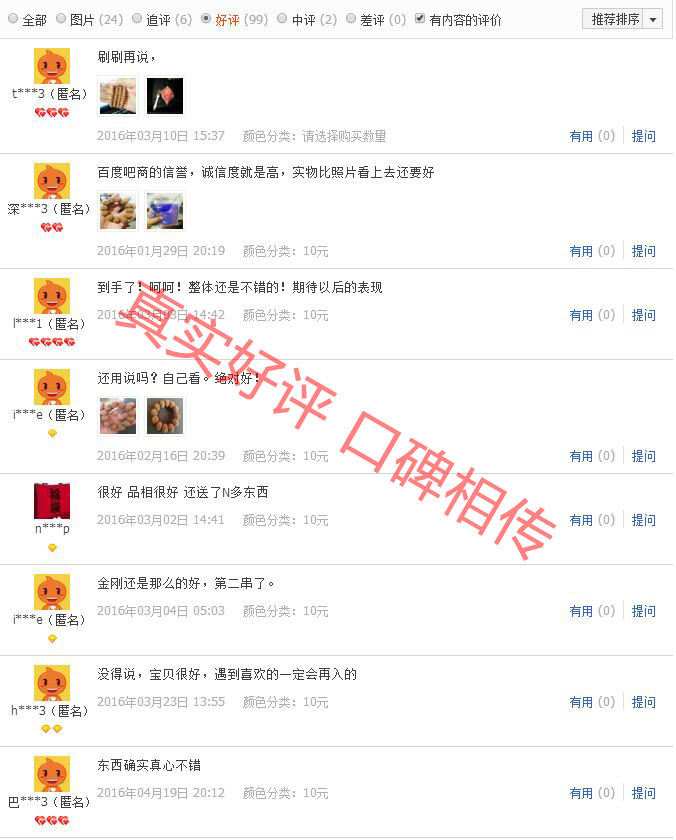 全部 图片 (24) 追评 (6) 好评 (99) 中评 (2) 差评 (0) 有内容的评价 推荐排序
刷刷再说，
t***3（匿名）
2016年03月10日 15:37 颜色分类：请选择购买数量 有用 (0) 提问
百度吧商的信誉，诚信度就是高，实物比照片看上去还要好
深***3（匿名）
2016年01月29日 20:19 颜色分类：10元 有用 (0) 提问
到手了！呵呵！整体还是不错的！期待以后的表现
2016年03月03日 14:42 颜色分类：10元 有用 (0) 提问
l***1（匿名）
还用说吗？自己看。绝对好！
i***e（匿名）
2016年02月16日 20:39 颜色分类：10元 有用 (0) 提问
很好 品相很好 还送了N多东西
2016年03月02日 14:41 颜色分类：10元 有用 (0) 提问
n***p
金刚还是那么的好，第二串了。
2016年03月04日 05:03 颜色分类：10元 有用 (0) 提问
i***e（匿名）
没得说，宝贝很好，遇到喜欢的一定会再入的
2016年03月23日 13:55 颜色分类：10元 有用 (0) 提问
h***3（匿名）
东西确实真心不错
2016年04月19日 20:12 颜色分类：10元 有用 (0) 提问
巴***3（匿名）
真实好评 口碑相传